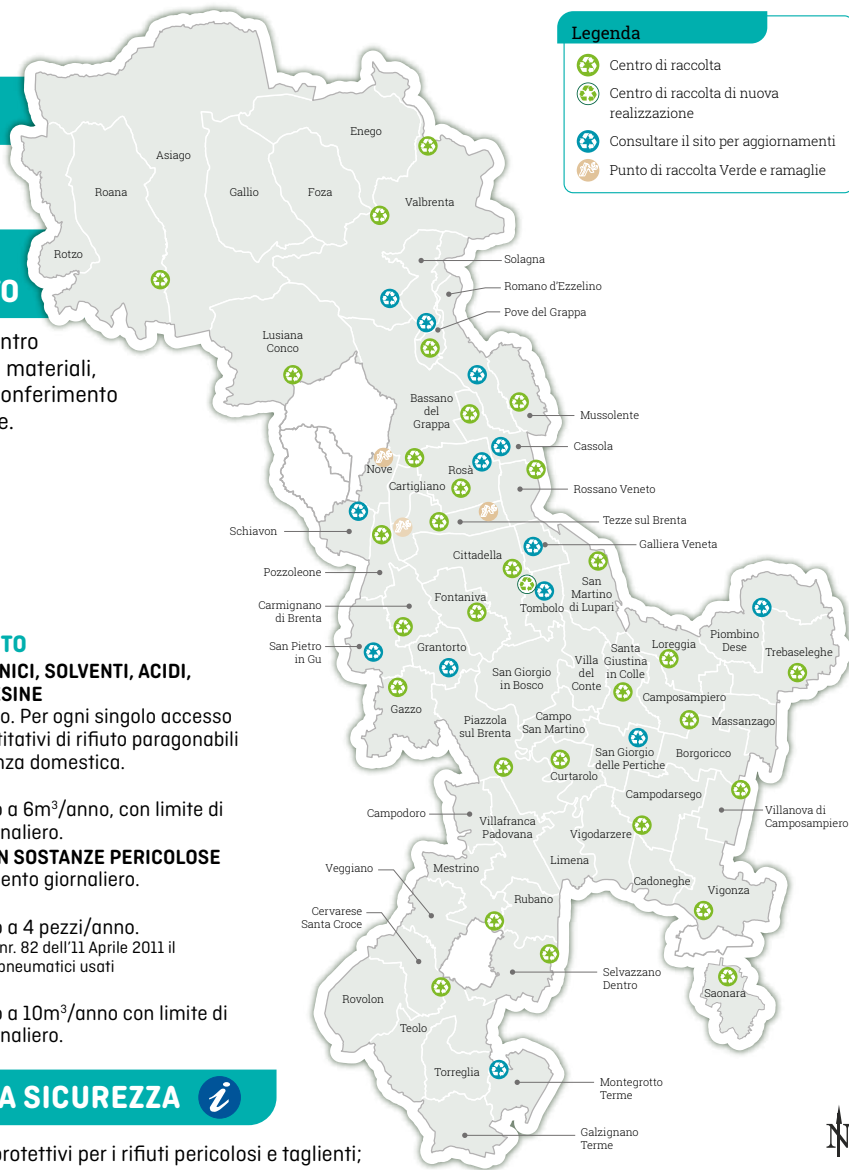 Legenda
Centro di raccolta
Centro di raccolta di nuova
realizzazione
Consultare il sito per aggiornamenti
Punto di raccolta Verde e ramaglie
TO
entro
materiali,
conferimento
e.
TO
NICI, SOLVENTI, ACIDI,
ESINE
o. Per ogni singolo accesso
titativi di rifiuto paragonabili
nza domestica.
o a 6m³/anno, con limite di
rnaliero.
N SOSTANZE PERICOLOSE
ento giornaliero.
o a 4 pezzi/anno.
nr. 82 dell'11 Aprile 2011 il
pneumatici usati
o a 10m³/anno con limite di
rnaliero.
A SICUREZZA i
protettivi per i rifiuti pericolosi e taglienti;
Enego
Asiago
Roana
Gallio
Foza
Valbrenta
Rotzo
Solagna
Romano d'Ezzelino
Pove del Grappa
Lusiana
Conco
Bassano
del
Grappa
Mussolente
Cassola
Nove
Rosà
Cartigliano
Rossano Veneto
Schiavon
Tezze sul Brenta
Galliera Veneta
Cittadella
Pozzoleone
San
Martino
di Lupari
Fontaniva
Tombolo
Carmignano
di Brenta
San Pietro
in Gu
Grantorto
San Giorgio
in Bosco
Villa
del
Conte
Santa
Giustina
in Colle
Loreggia
Piombino
Dese
Trebaseleghe
Gazzo
Camposampiero
Massanzago
Piazzola
sul Brenta
Campo
San Martino
San Giorgio
delle Pertiche
Borgoricco
Curtarolo
Campodarsego
Campodoro
Villafranca
Padovana
Vigodarzere
Villanova di
Camposampiero
Limena
Veggiano
Mestrino
Cadoneghe
Vigonza
Rubano
Cervarese
Santa Croce
Selvazzano
Dentro
Saonara
Rovolon
Teolo
Torreglia
Montegrotto
Terme
Galzignano
Terme
N